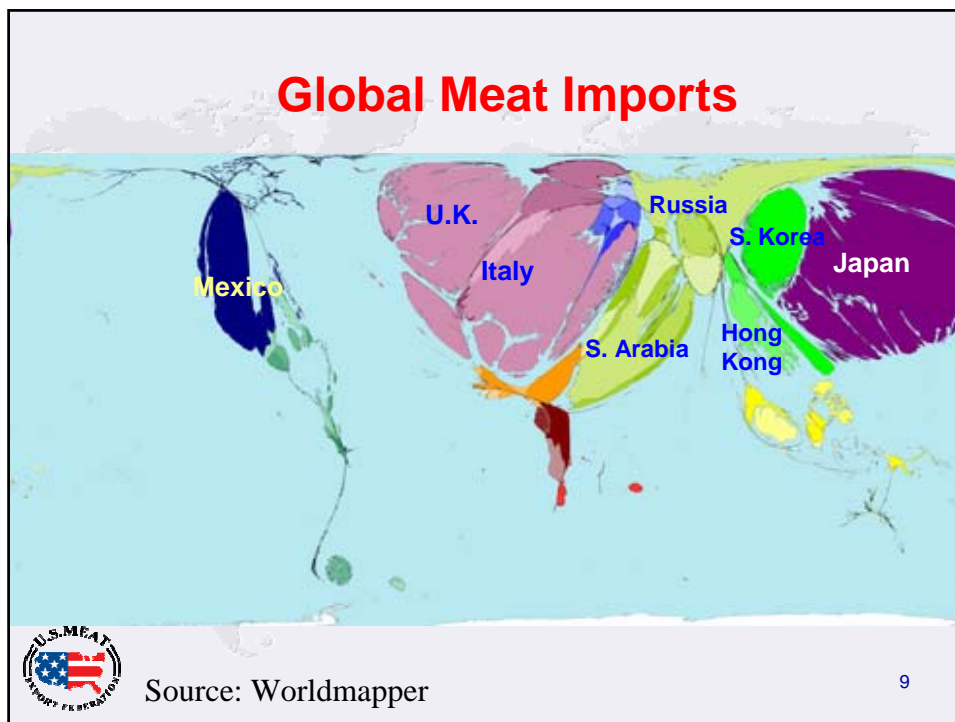 Global Meat Imports
U.K.
Russia
S. Korea
Italy
Japan
Mexico
Hong
Kong
S. Arabia
U.S.MEAT
EXPORT FEDERATION
Source: Worldmapper
9